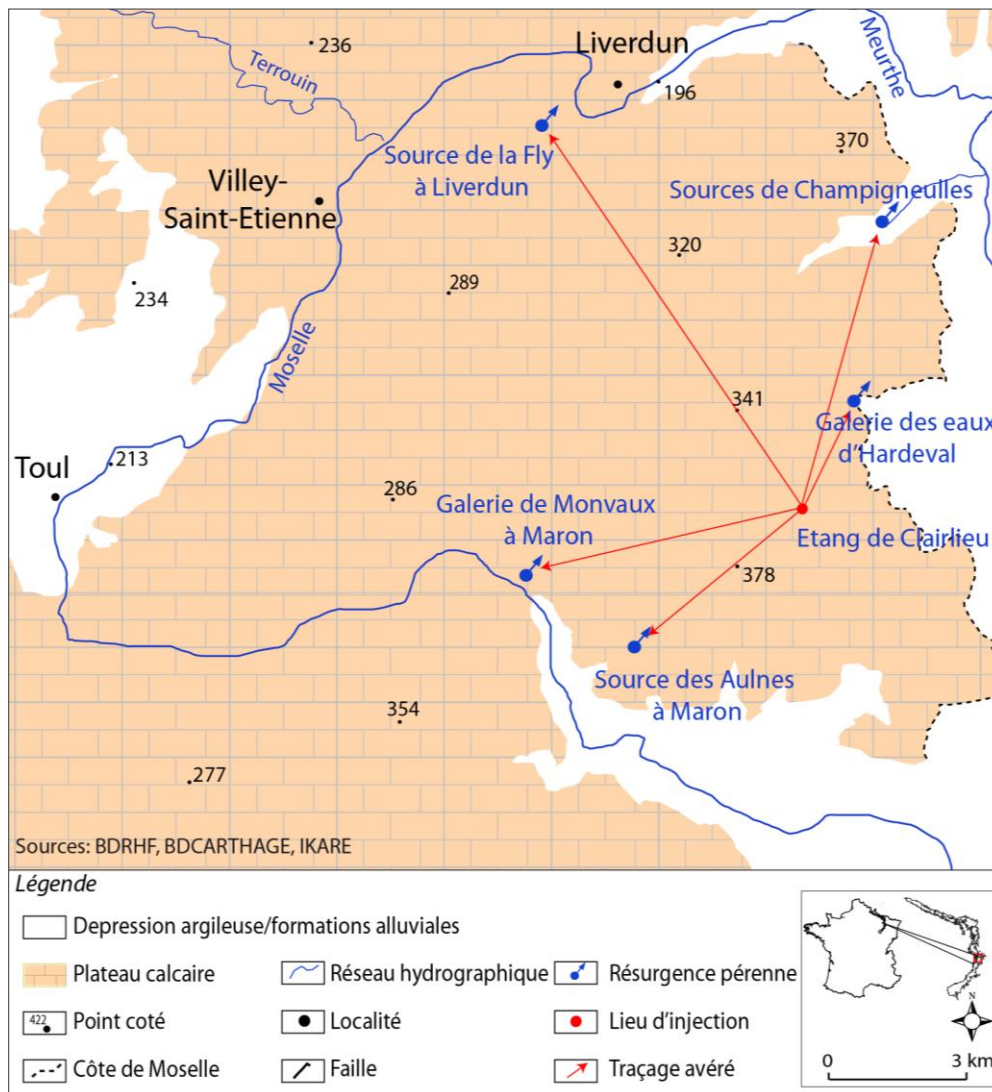 236
Liverdun
Meurthe
Terrouin
196
370
Source de la Fly
à Liverdun
Villey-
Saint-Etienne
Sources de Champigneulles
320
289
234
Moselle
341
Galerie des eaux
d'Hardeval
Toul
213
286
Galerie de Monvaux
à Maron
Etang de Clairlieu
378
Source des Aulnes
à Maron
354
277
Sources: BDRHF, BDCARTHAGE, IKARE
Légende
Depression argileuse/formations alluviales
Plateau calcaire
Réseau hydrographique
Résurgence pérenne
422
Point coté
Localité
Lieu d'injection
Côte de Moselle
Faille
Traçage avéré
N
0 3 km